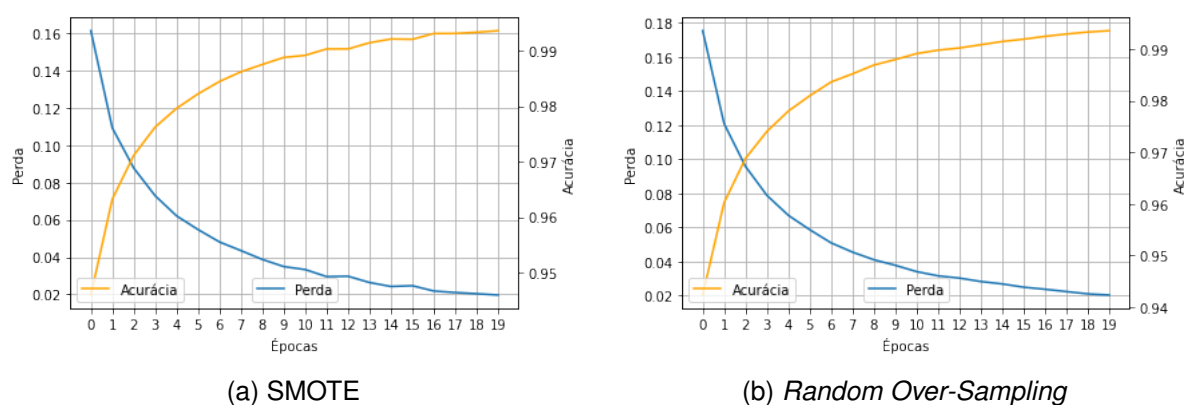 0.16
0.14
0.12
0.10
0.08
0.06
0.04
0.02
Perda
0.99
0.98
0.97
0.96
0.95
Acurácia
Acurácia
Perda
0 1 2 3 4 5 6 7 8 9 10 11 12 13 14 15 16 17 18 19
Épocas
(a) SMOTE
0.18
0.16
0.14
0.12
0.10
0.08
0.06
0.04
0.02
Perda
0.99
0.98
0.97
0.96
0.95
0.94
Acurácia
Acurácia
Perda
0 1 2 3 4 5 6 7 8 9 10 11 12 13 14 15 16 17 18 19
Épocas
(b) Random Over-Sampling